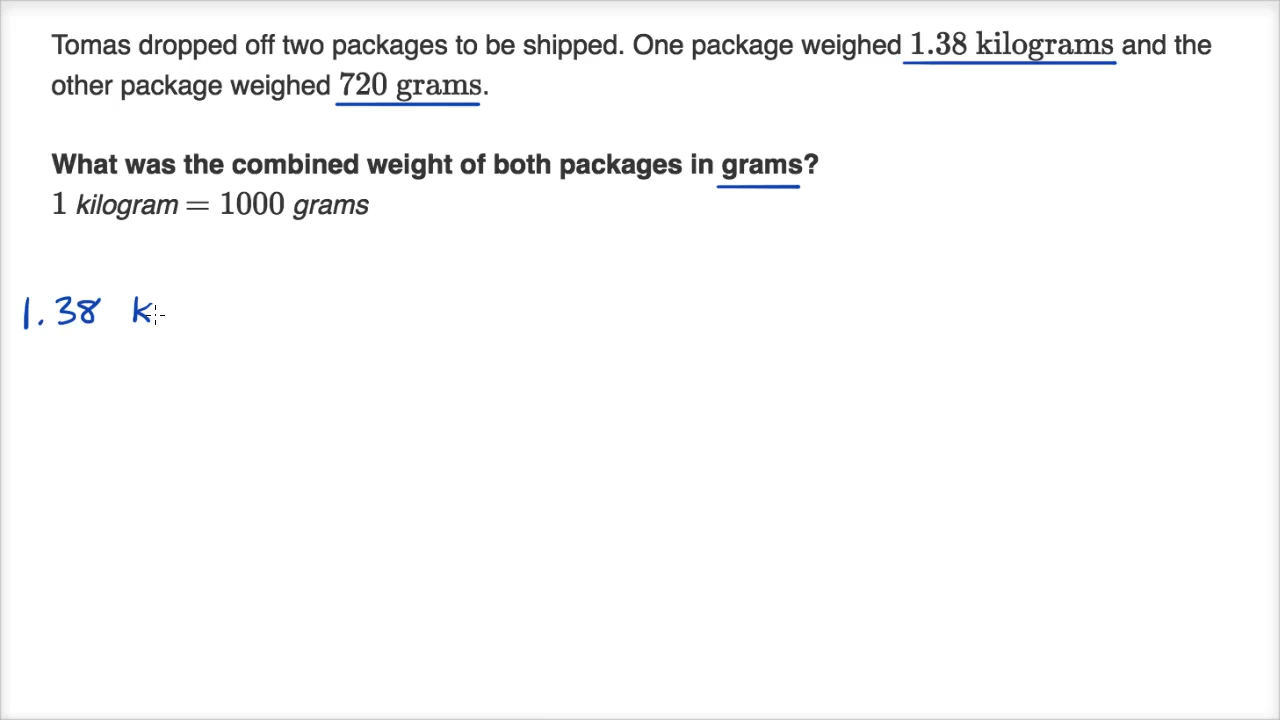 Tomas dropped off two packages to be shipped. One package weighed 1.38 kilograms and the
other package weighed 720 grams.
What was the combined weight of both packages in grams?
1 kilogram = 1000 grams
1.38 k